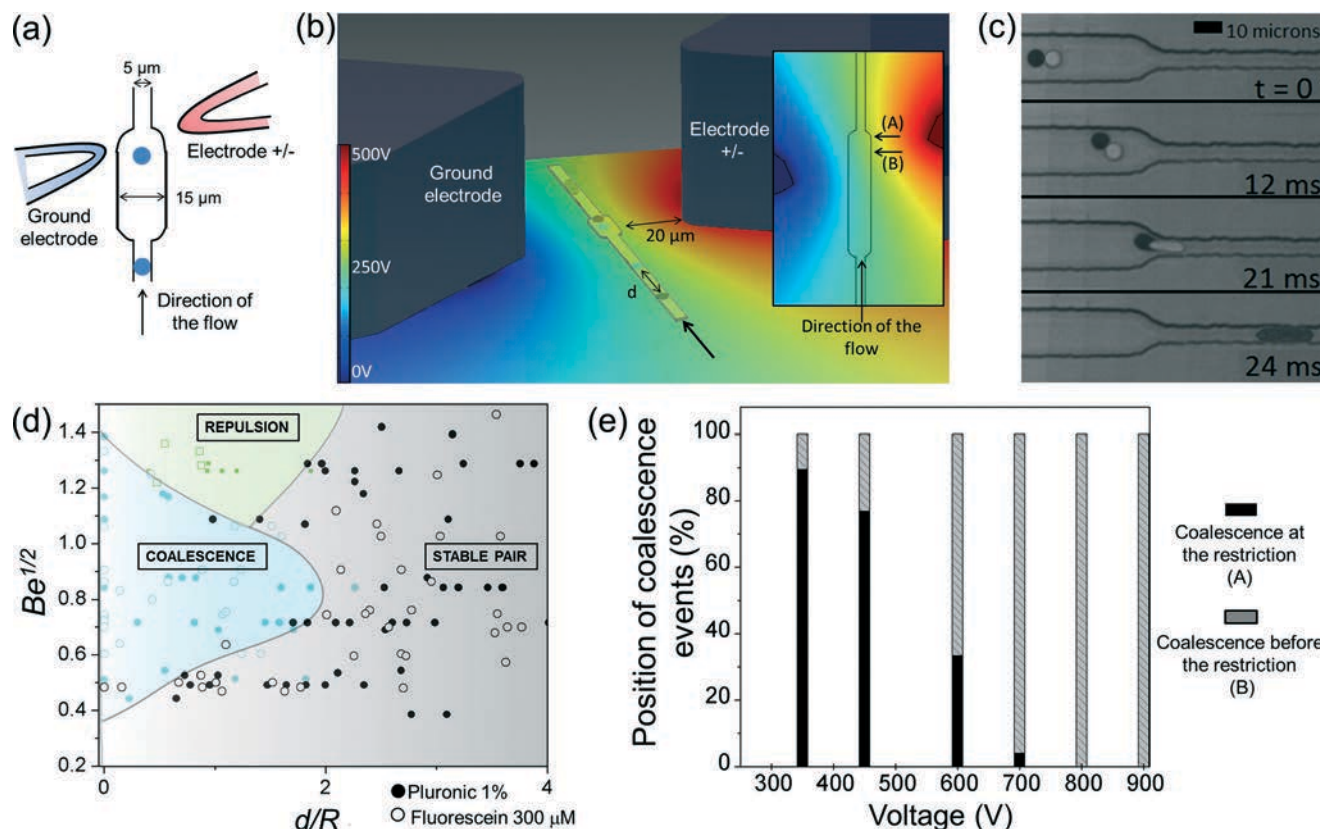 (a)
5 μm
Electrode +/-
15 μm
Ground
electrode
Direction of
the flow
(b)
500V
250V
0V
Ground
electrode
Electrode
+/-
20 μm
d
(A)
(B)
Direction of the
flow
(c)
10 microns
t = 0
12 ms
21 ms
24 ms
(d)
REPULSION
COALESCENCE
STABLE PAIR
Be1/2
1.4
1.2
1.0
0.8
0.6
0.4
0.2
0
2
4
d/R
Pluronic 1%
Fluorescein 300 μM
(e)
Position of coalescence
events (%)
100
80
60
40
20
0
300
400
500
600
700
800
900
Voltage (V)
Coalescence at
the restriction
(A)
Coalescence before
the restriction
(B)